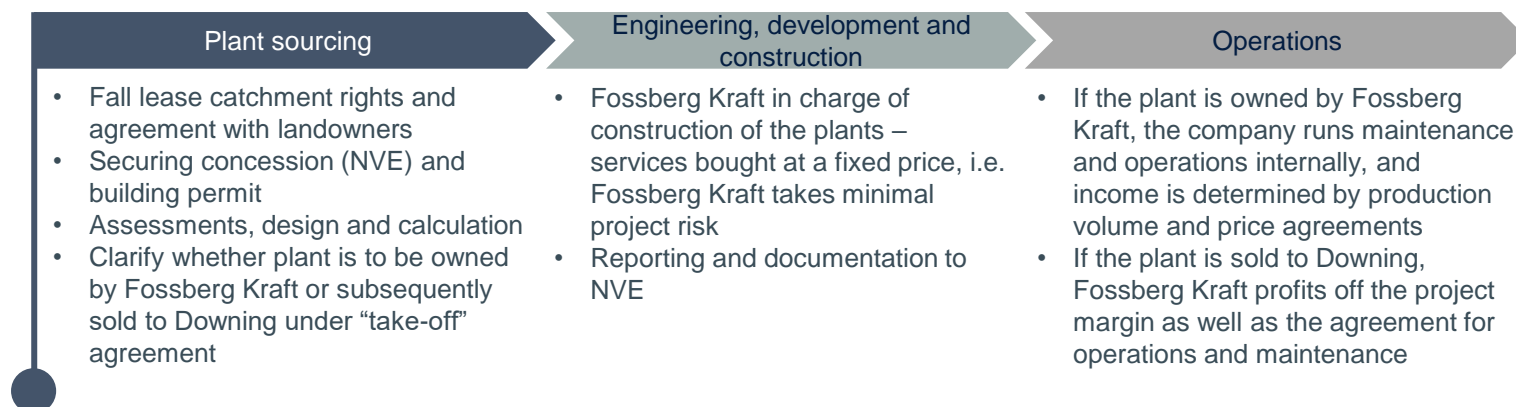 Plant sourcing
• Fall lease catchment rights and
agreement with landowners
• Securing concession (NVE) and
building permit
• Assessments, design and calculation
• Clarify whether plant is to be owned
by Fossberg Kraft or subsequently
sold to Downing under “take-off”
agreement
Engineering, development and
construction
• Fossberg Kraft in charge of
construction of the plants –
services bought at a fixed price, i.e.
Fossberg Kraft takes minimal
project risk
• Reporting and documentation to
NVE
Operations
• If the plant is owned by Fossberg
Kraft, the company runs maintenance
and operations internally, and
income is determined by production
volume and price agreements
• If the plant is sold to Downing,
Fossberg Kraft profits off the project
margin as well as the agreement for
operations and maintenance